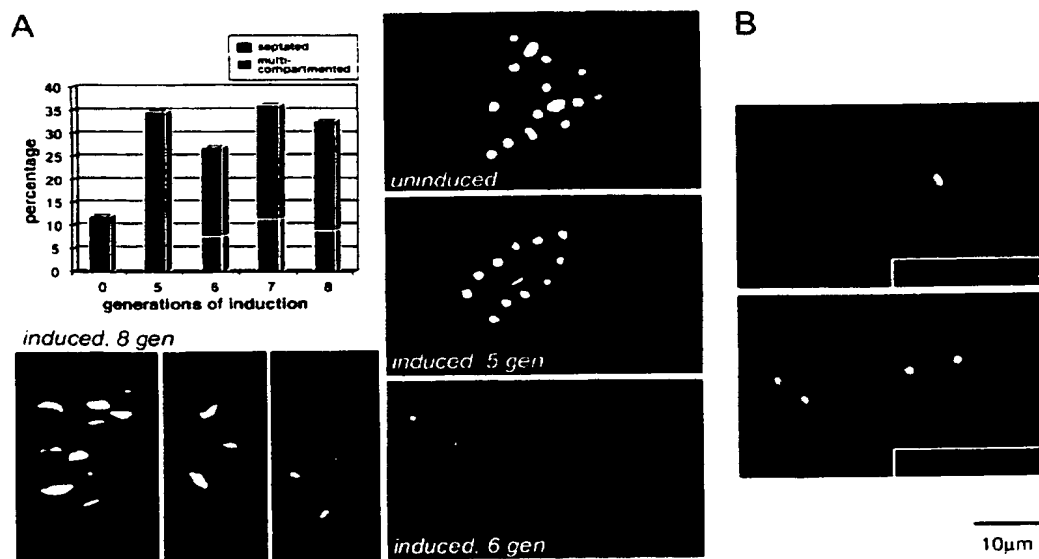 A
septated
multi-
compartmented
percentage
40
35
30
25
20
15
10
5
0
0 5 6 7 8
generations of induction
induced. 8 gen
uninduced
induced. 5 gen
induced. 6 gen
B
10µm